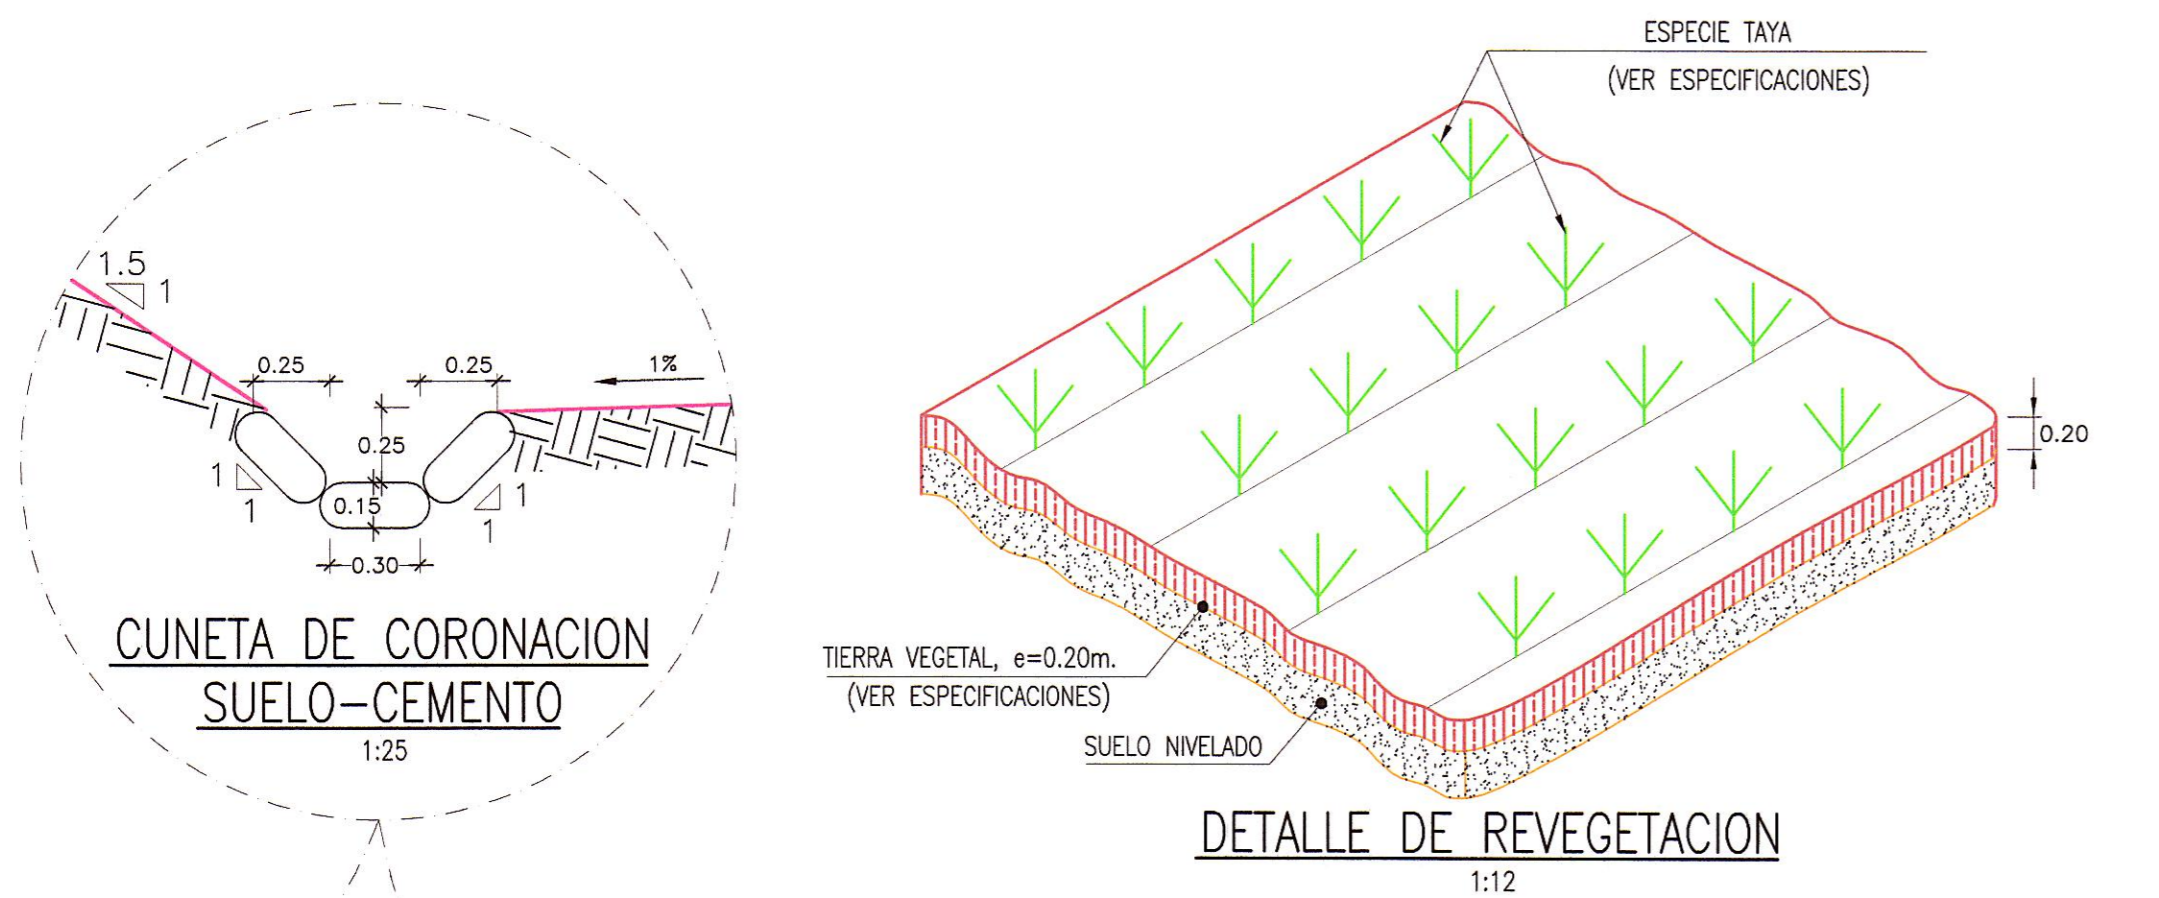 1.5
1
0.25
0.25
1%
0.25
1
1
0.15
1
1
0.30
CUNETA DE CORONACION
SUELO-CEMENTO
1:25
ESPECIE TAYA
(VER ESPECIFICACIONES)
0.20
TIERRA VEGETAL, e=0.20m.
(VER ESPECIFICACIONES)
SUELO NIVELADO
DETALLE DE REVEGETACION
1:12